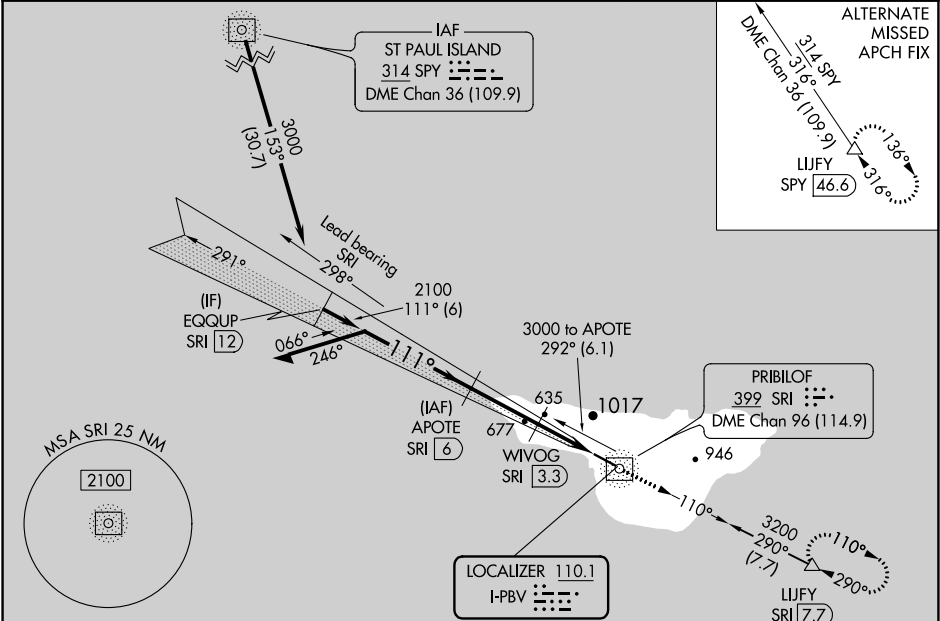 IAF
ST PAUL ISLAND
314 SPY
DME Chan 36 (109.9)
ALTERNATE
MISSED
APCH FIX
314 SPY
316°
DME Chan 36 (109.9)
136°
316°
LIJFY
SPY 46.6
3000
153°
(30.7)
Lead bearing
SRI
298°
291°
(IF)
EQQUP
SRI 12
2100
111° (6)
066°
246°
111°
3000 to APOTE
292° (6.1)
(IAF)
APOTE
SRI 6
635
677
1017
WIVOG
SRI 3.3
PRIBILOF
399 SRI
DME Chan 96 (114.9)
946
MSA SRI 25 NM
2100
110°
3200
290°
(7.7)
110°
290°
LIJFY
SRI 7.7
LOCALIZER 110.1
I-PBV